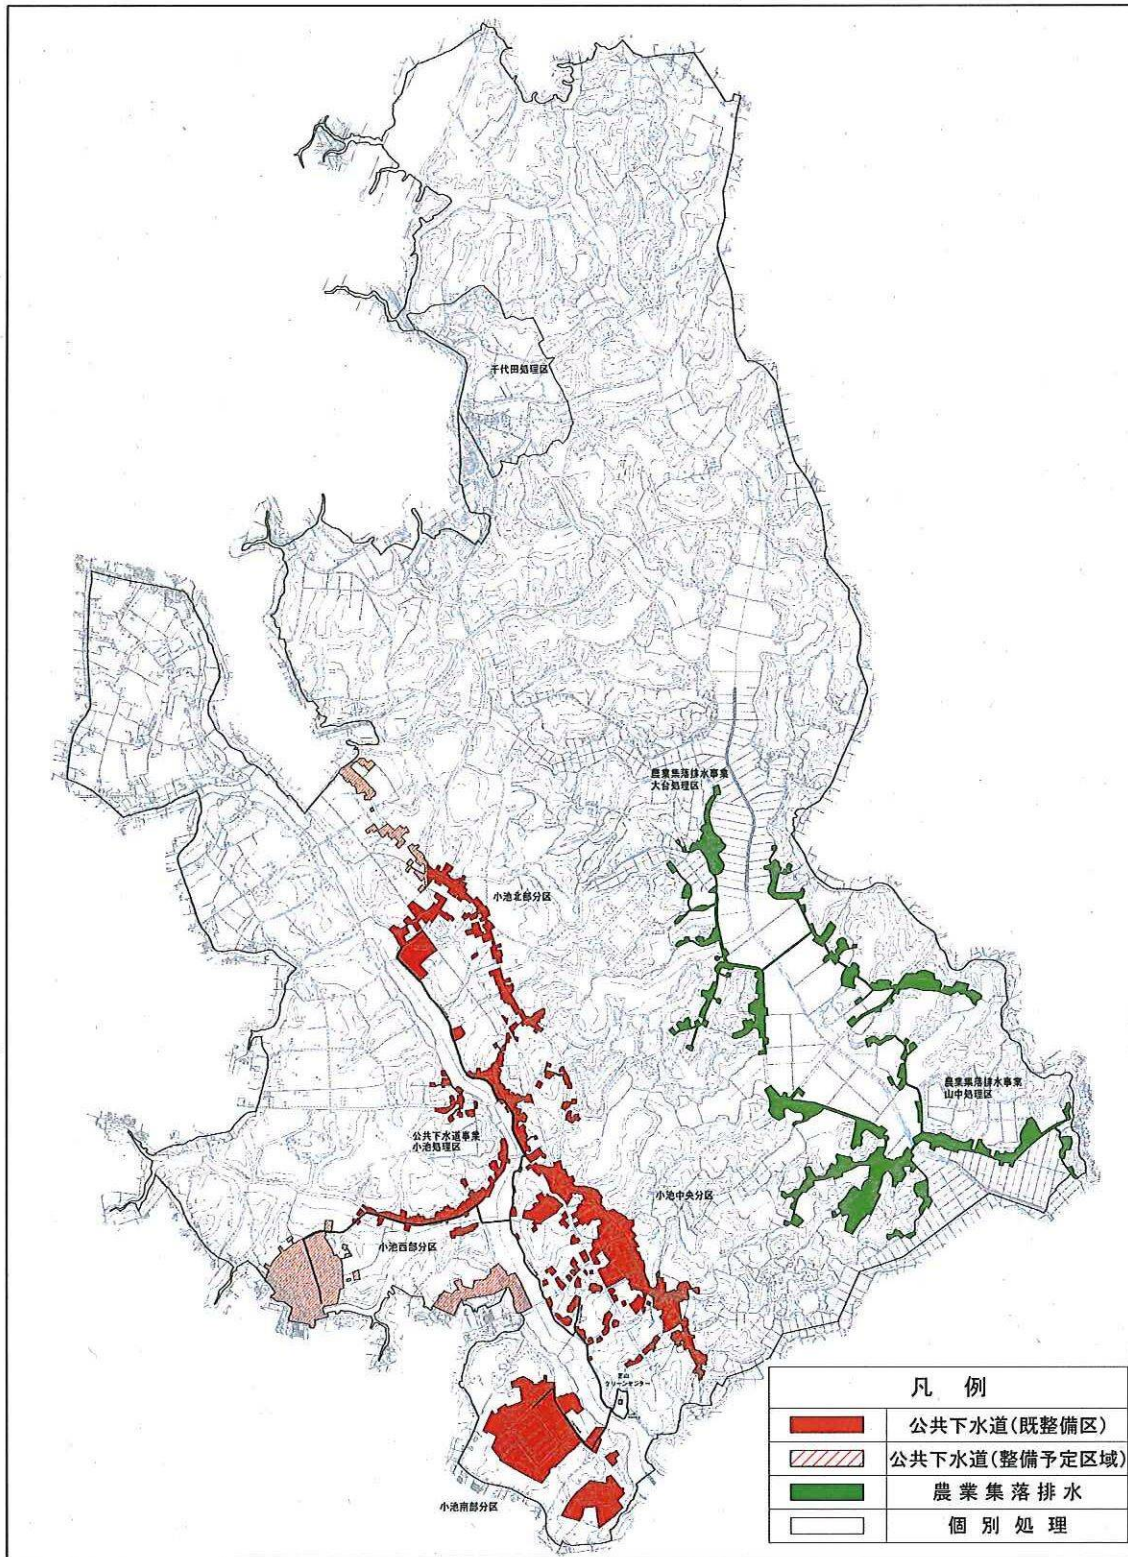 千代田処理区
農業集落排水事業
大台処理区
小池北部分区
農業集落排水事業
山中処理区
公共下水道事業
小池処理区
小池中央分区
小池西部分区
芝山
クリーンセンター
小池南部分区
凡 例
公共下水道(既整備区)
公共下水道(整備予定区域)
農業集落排水
個別処理